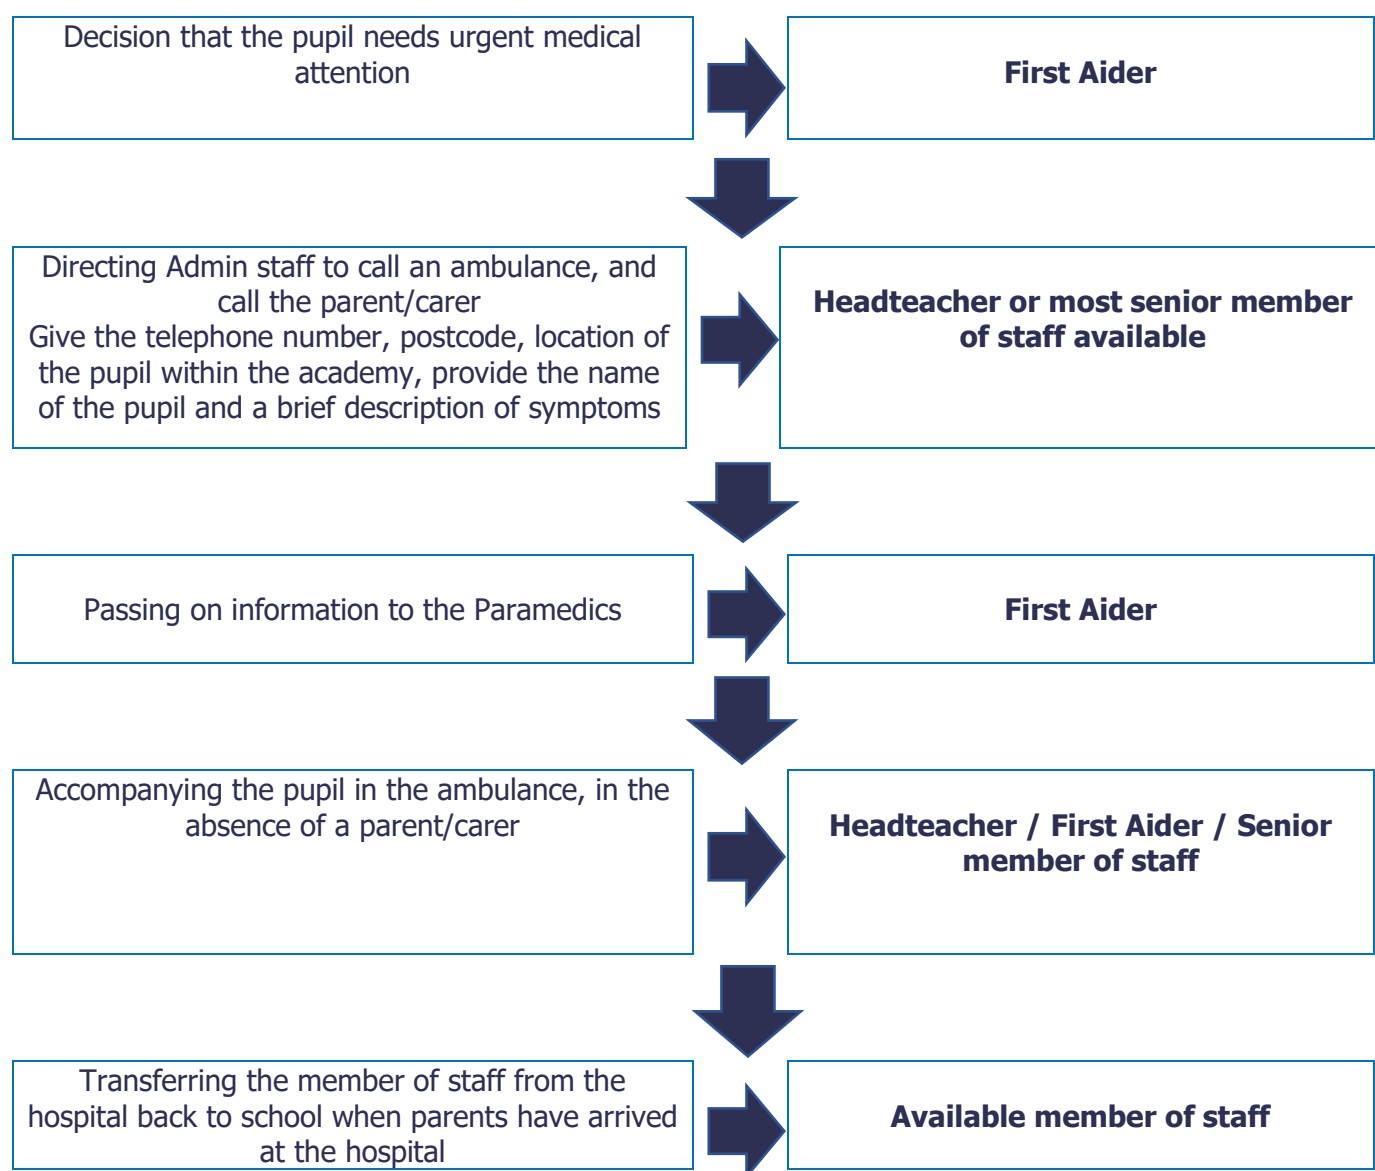 Decision that the pupil needs urgent medical
attention
First Aider
Directing Admin staff to call an ambulance, and
call the parent/carer
Give the telephone number, postcode, location of
the pupil within the academy, provide the name
of the pupil and a brief description of symptoms
Headteacher or most senior member
of staff available
Passing on information to the Paramedics
First Aider
Accompanying the pupil in the ambulance, in the
absence of a parent/carer
Headteacher / First Aider / Senior
member of staff
Transferring the member of staff from the
hospital back to school when parents have arrived
at the hospital
Available member of staff